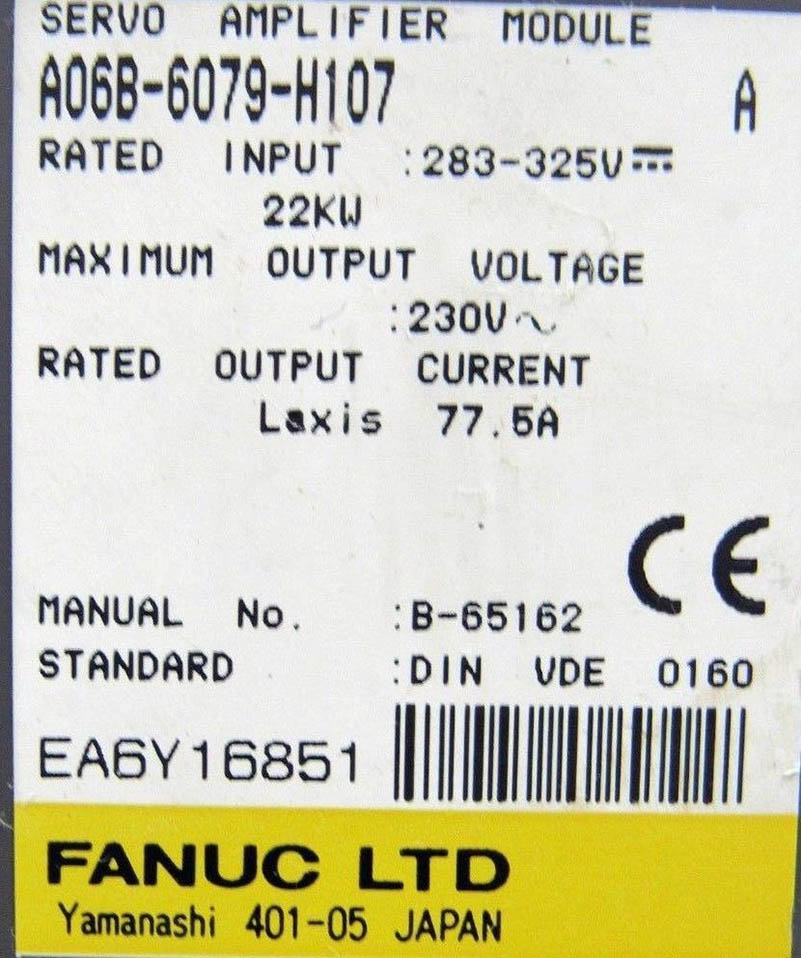 SERVO AMPLIFIER MODULE
A06B-6079-H107 A
RATED INPUT :283-325V⎓
22KW
MAXIMUM OUTPUT VOLTAGE
:230V~
RATED OUTPUT CURRENT
Laxis 77.5A
CE
MANUAL No. :B-65162
STANDARD :DIN VDE 0160
EA6Y16851
FANUC LTD
Yamanashi 401-05 JAPAN